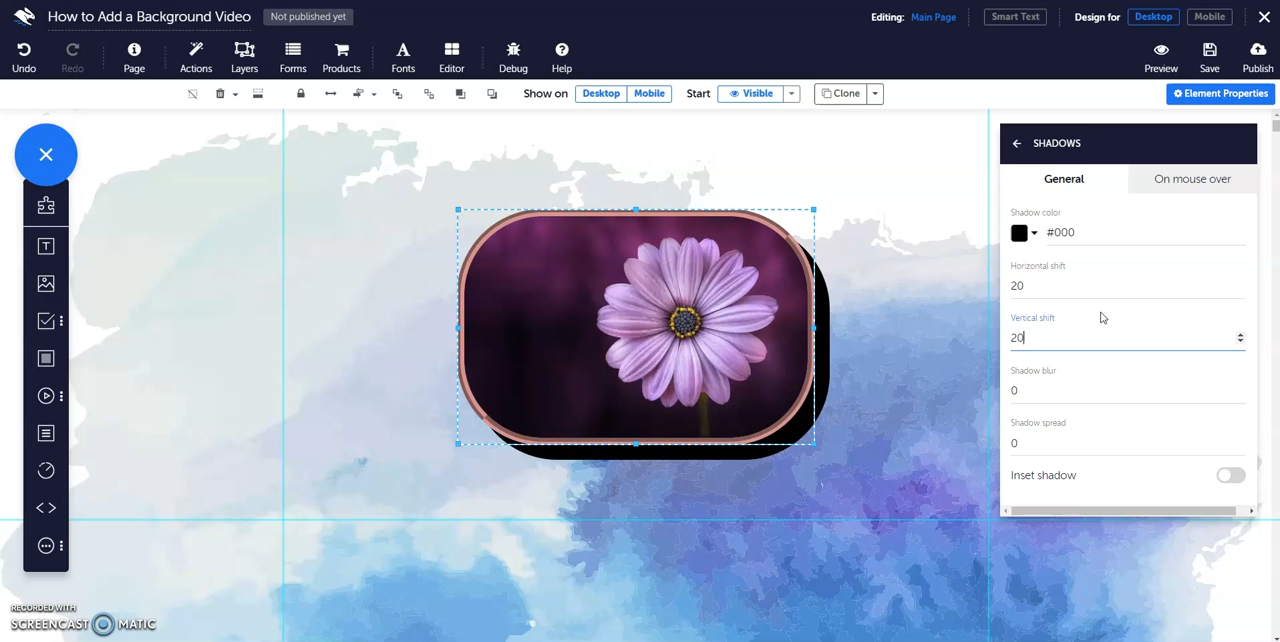 How to Add a Background Video
Not published yet
Editing: Main Page
Smart Text
Design for
Desktop
Mobile
Undo
Redo
Page
Actions
Layers
Forms
Products
Fonts
Editor
Debug
Help
Preview
Save
Publish
Show on
Desktop
Mobile
Start
Visible
Clone
Element Properties
SHADOWS
General
On mouse over
Shadow color
#000
Horizontal shift
20
Vertical shift
20
Shadow blur
0
Shadow spread
0
Inset shadow
RECORDED WITH
SCREENCAST MATIC